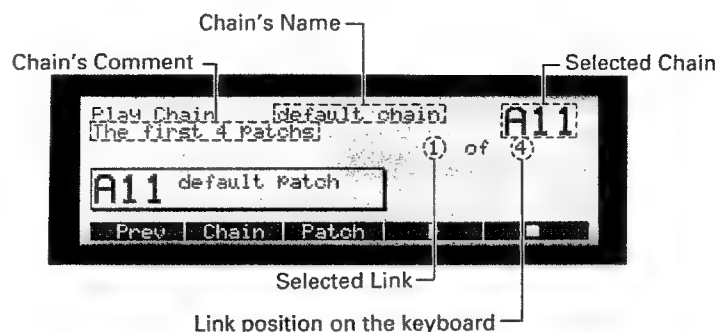 Chain's Name
Chain's Comment
Selected Chain
Play Chain default chain
A11
The first 4 Patchs
1 of 4
A11 default patch
Prev Chain Patch
Selected Link
Link position on the keyboard